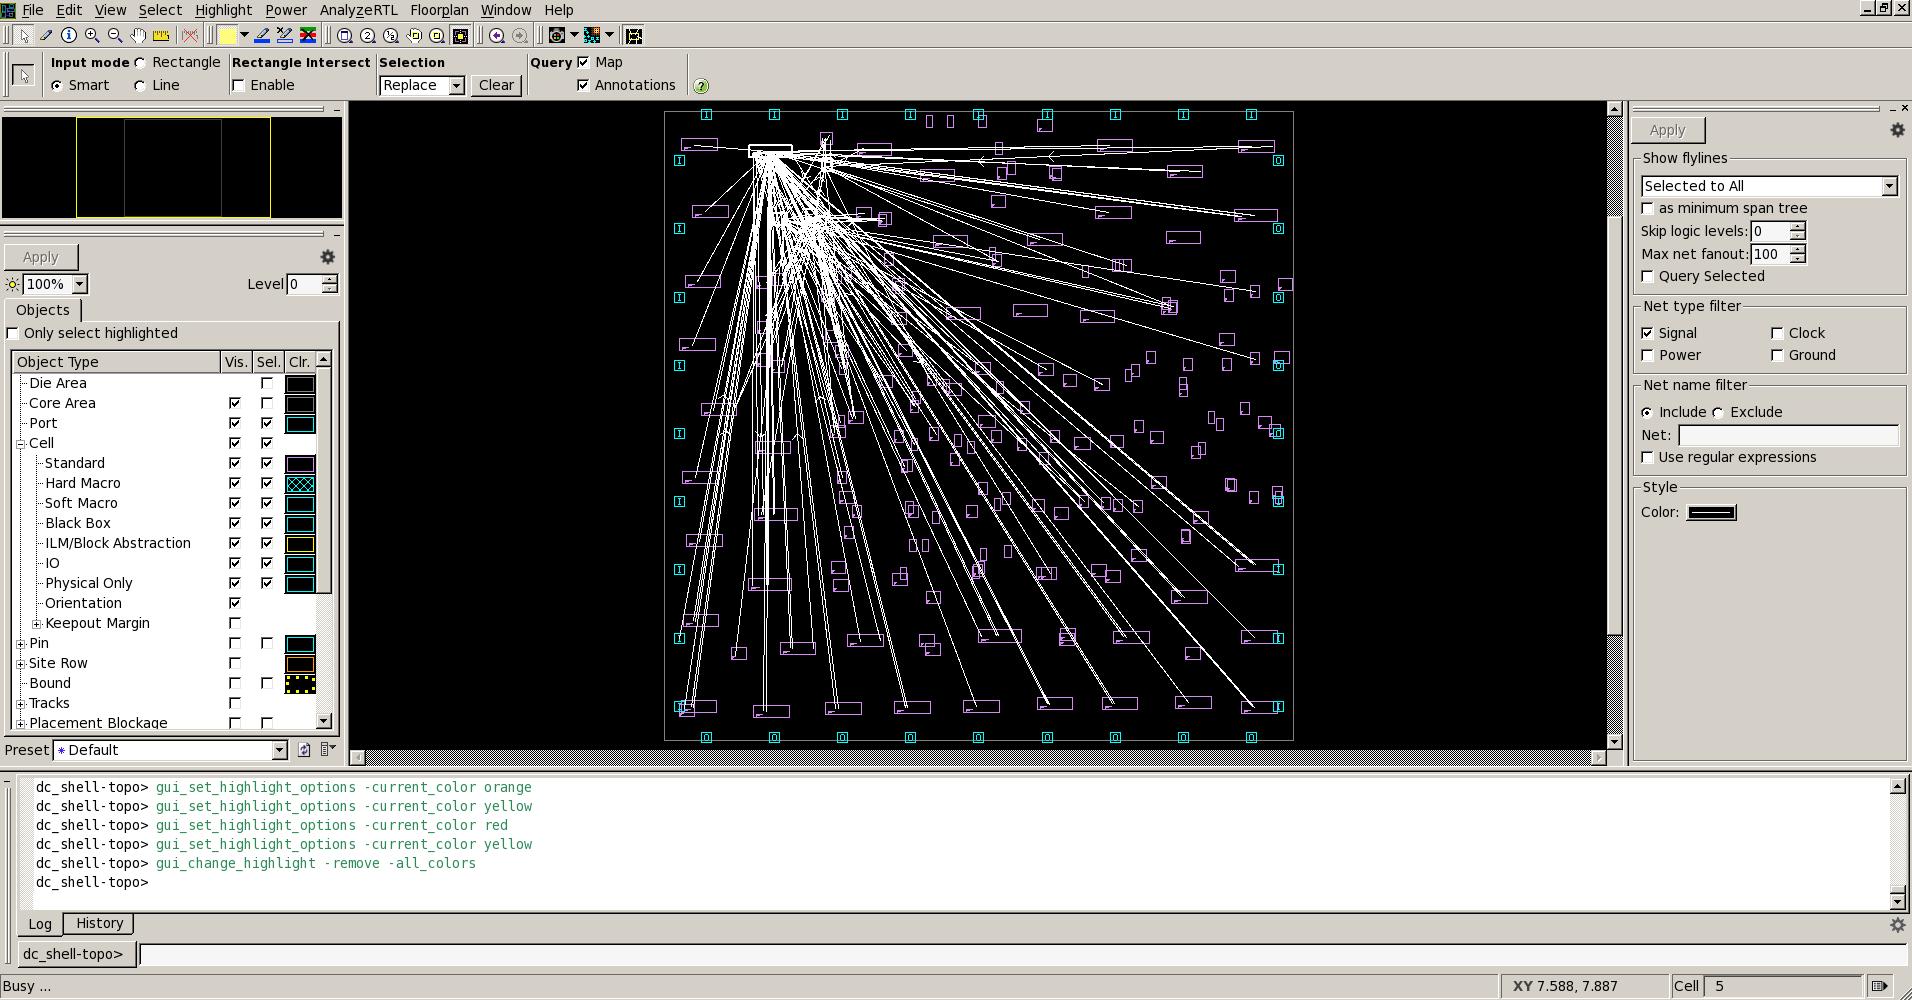 File Edit View Select Highlight Power AnalyzeRTL Floorplan Window Help
Input mode Rectangle Rectangle Intersect Selection Query Map
Smart Line Enable Replace Clear Annotations
Apply
100% Level 0
Objects
Only select highlighted
Object Type Vis. Sel. Clr.
Die Area
Core Area
Port
Cell
Standard
Hard Macro
Soft Macro
Black Box
ILM/Block Abstraction
IO
Physical Only
Orientation
Keepout Margin
Pin
Site Row
Bound
Tracks
Placement Blockage
Preset * Default
Apply
Show flylines
Selected to All
as minimum span tree
Skip logic levels: 0
Max net fanout: 100
Query Selected
Net type filter
Signal Clock
Power Ground
Net name filter
Include Exclude
Net:
Use regular expressions
Style
Color:
dc_shell-topo> gui_set_highlight_options -current_color orange
dc_shell-topo> gui_set_highlight_options -current_color yellow
dc_shell-topo> gui_set_highlight_options -current_color red
dc_shell-topo> gui_set_highlight_options -current_color yellow
dc_shell-topo> gui_change_highlight -remove -all_colors
dc_shell-topo>
Log History
dc_shell-topo>
Busy ... XY 7.588, 7.887 Cell 5